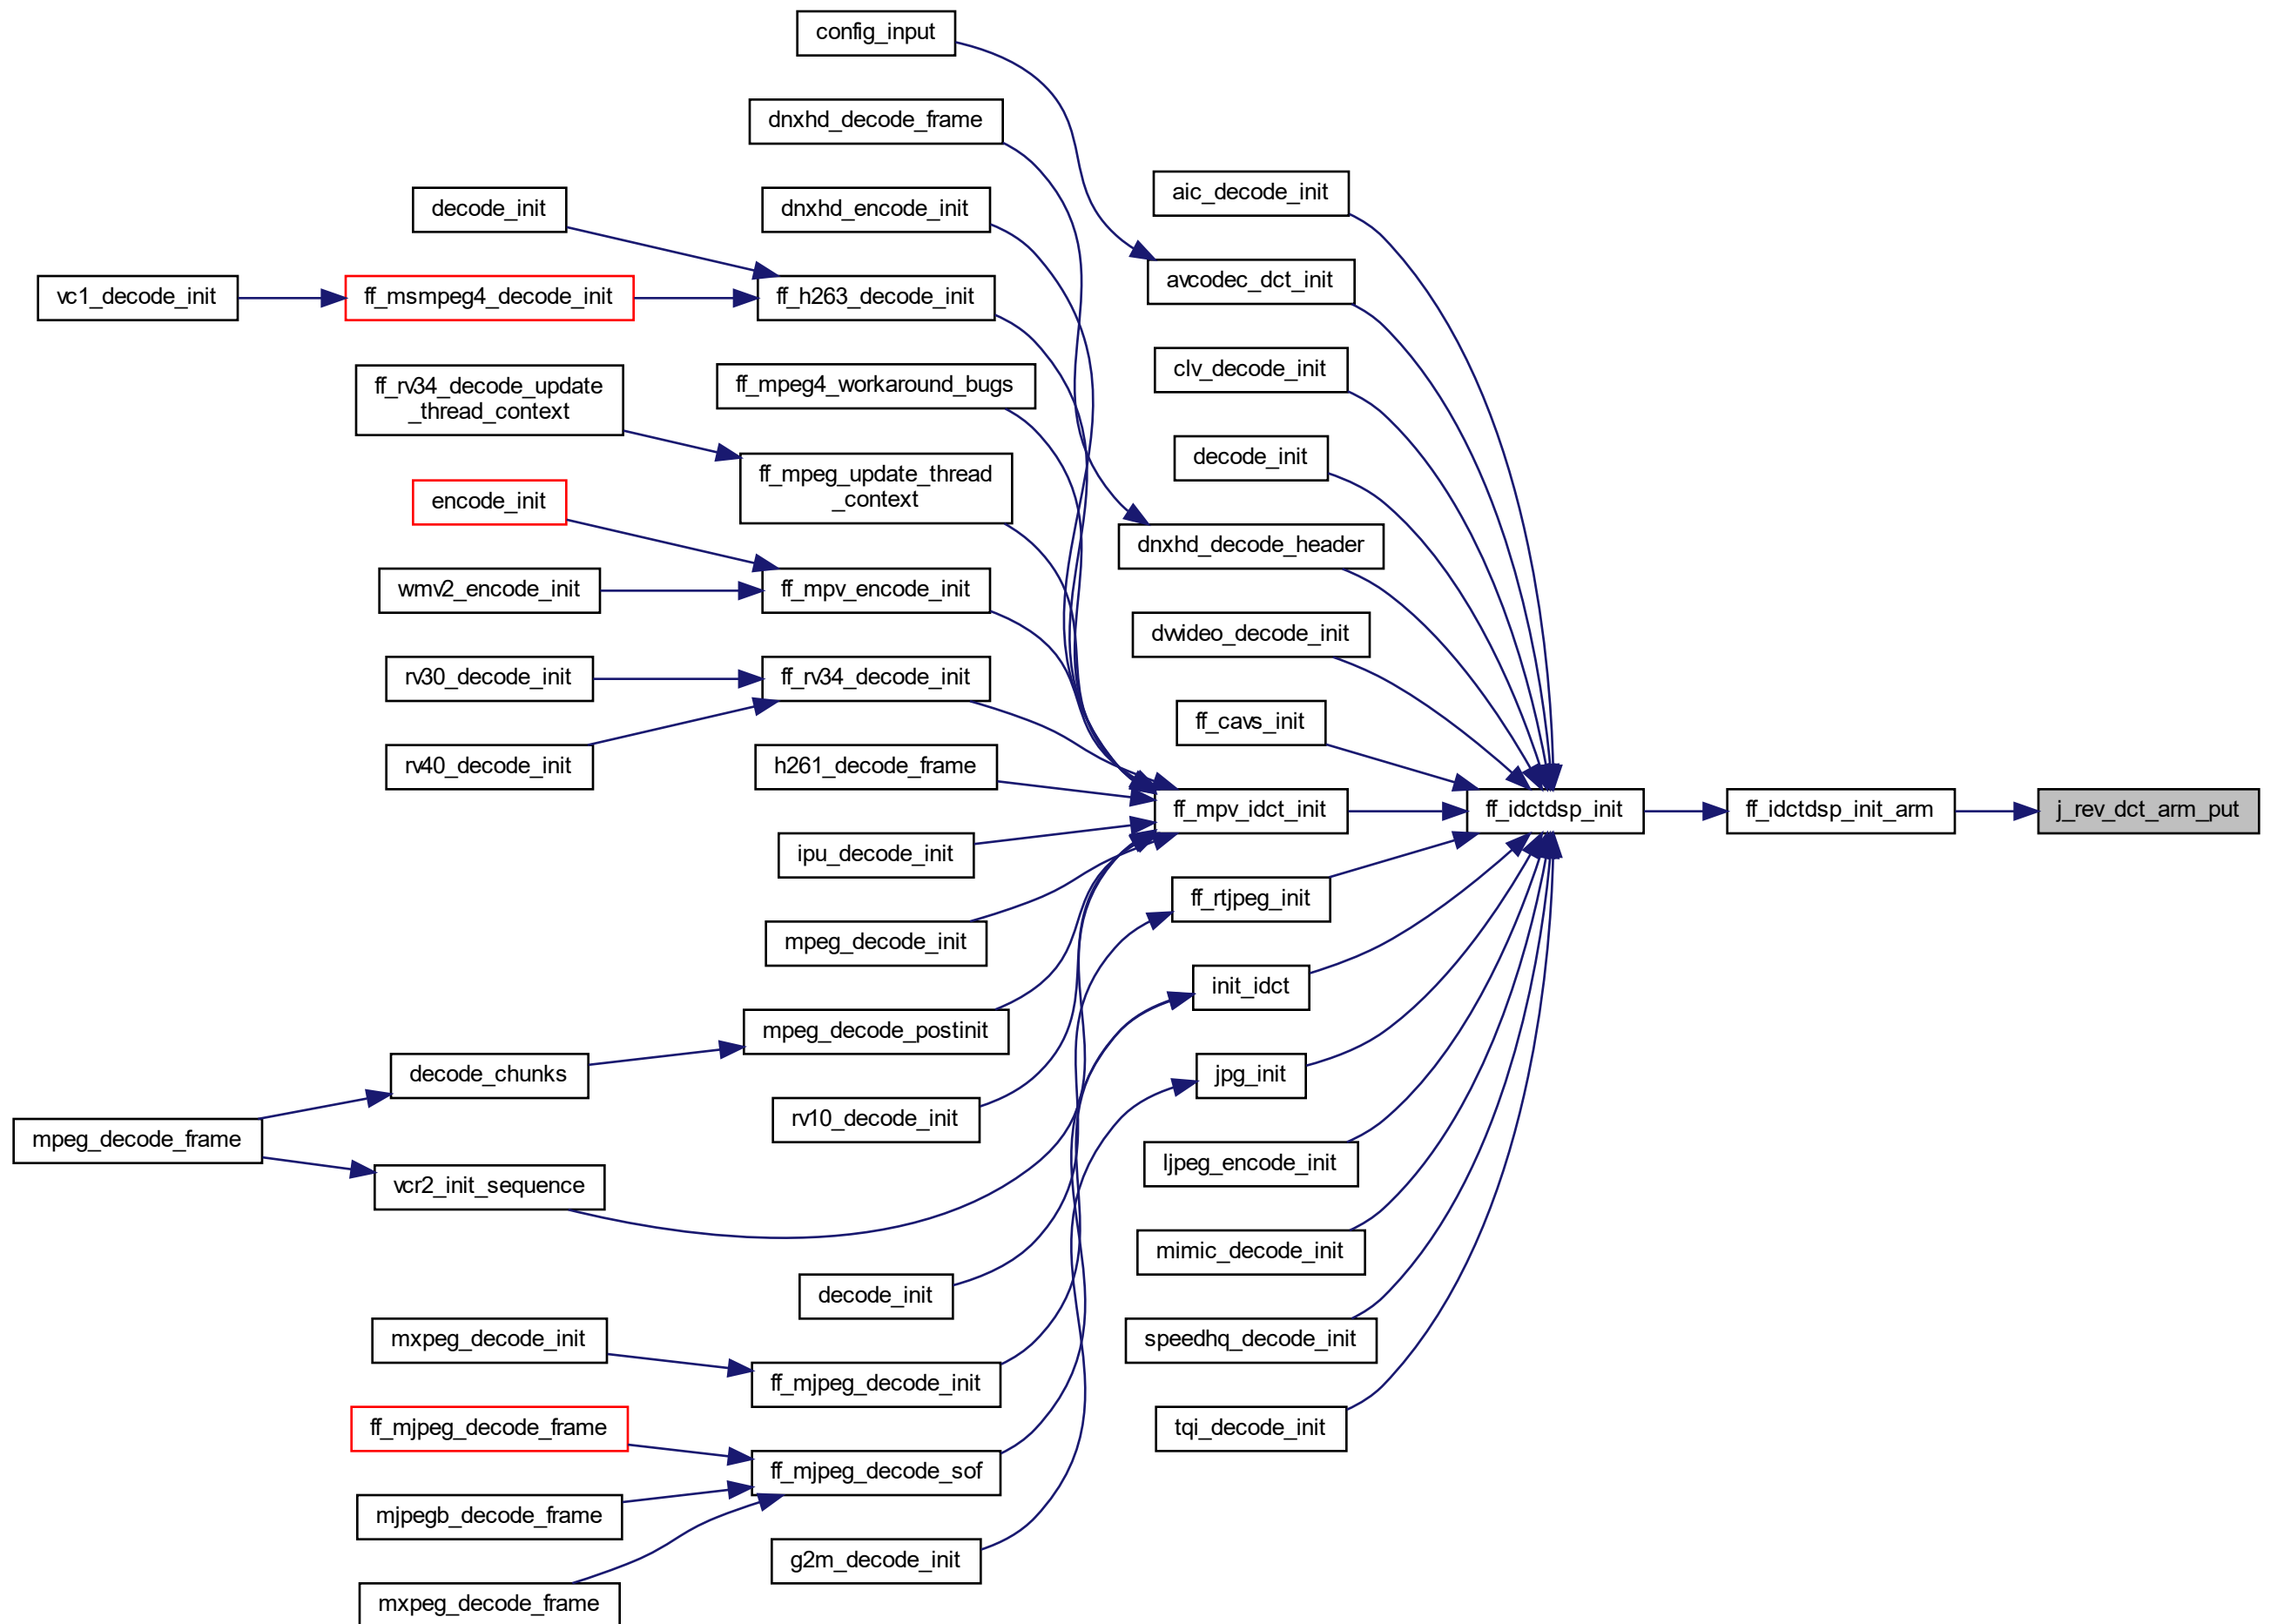 config_input
dnxhd_decode_frame
aic_decode_init
decode_init
dnxhd_encode_init
avcodec_dct_init
vc1_decode_init
ff_msmpeg4_decode_init
ff_h263_decode_init
clv_decode_init
ff_rv34_decode_update
_thread_context
ff_mpeg4_workaround_bugs
decode_init
ff_mpeg_update_thread
_context
encode_init
dnxhd_decode_header
wmv2_encode_init
ff_mpv_encode_init
dwideo_decode_init
rv30_decode_init
ff_rv34_decode_init
ff_cavs_init
rv40_decode_init
h261_decode_frame
ff_mpv_idct_init
ff_idctdsp_init
ff_idctdsp_init_arm
j_rev_dct_arm_put
ipu_decode_init
ff_rtjpeg_init
mpeg_decode_init
init_idct
mpeg_decode_postinit
decode_chunks
jpg_init
rv10_decode_init
mpeg_decode_frame
ljpeg_encode_init
vcr2_init_sequence
mimic_decode_init
decode_init
mxpeg_decode_init
speedhq_decode_init
ff_mjpeg_decode_init
ff_mjpeg_decode_frame
tqi_decode_init
ff_mjpeg_decode_sof
mjpegb_decode_frame
g2m_decode_init
mxpeg_decode_frame